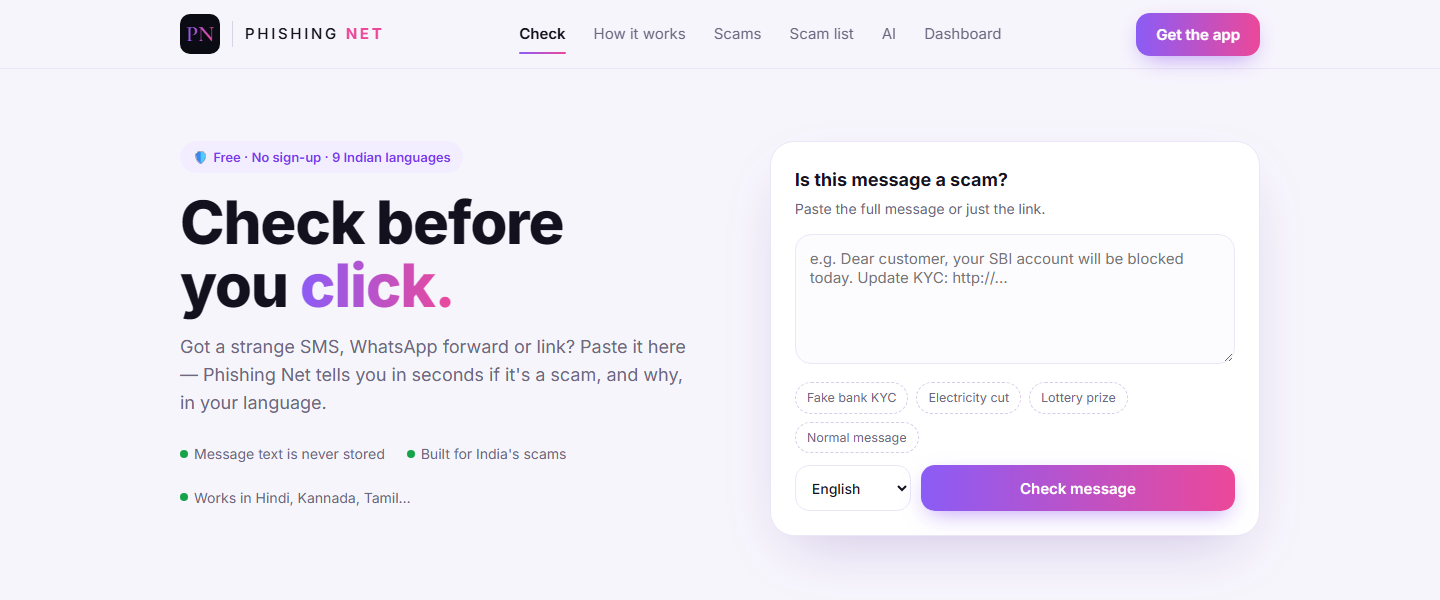 PN
PHISHING NET
Check
How it works
Scams
Scam list
AI
Dashboard
Get the app
Free · No sign-up · 9 Indian languages
Check before
you click.
Got a strange SMS, WhatsApp forward or link? Paste it here
— Phishing Net tells you in seconds if it's a scam, and why,
in your language.
Message text is never stored
Built for India's scams
Works in Hindi, Kannada, Tamil...
Is this message a scam?
Paste the full message or just the link.
e.g. Dear customer, your SBI account will be blocked
today. Update KYC: http://...
Fake bank KYC
Electricity cut
Lottery prize
Normal message
English
Check message